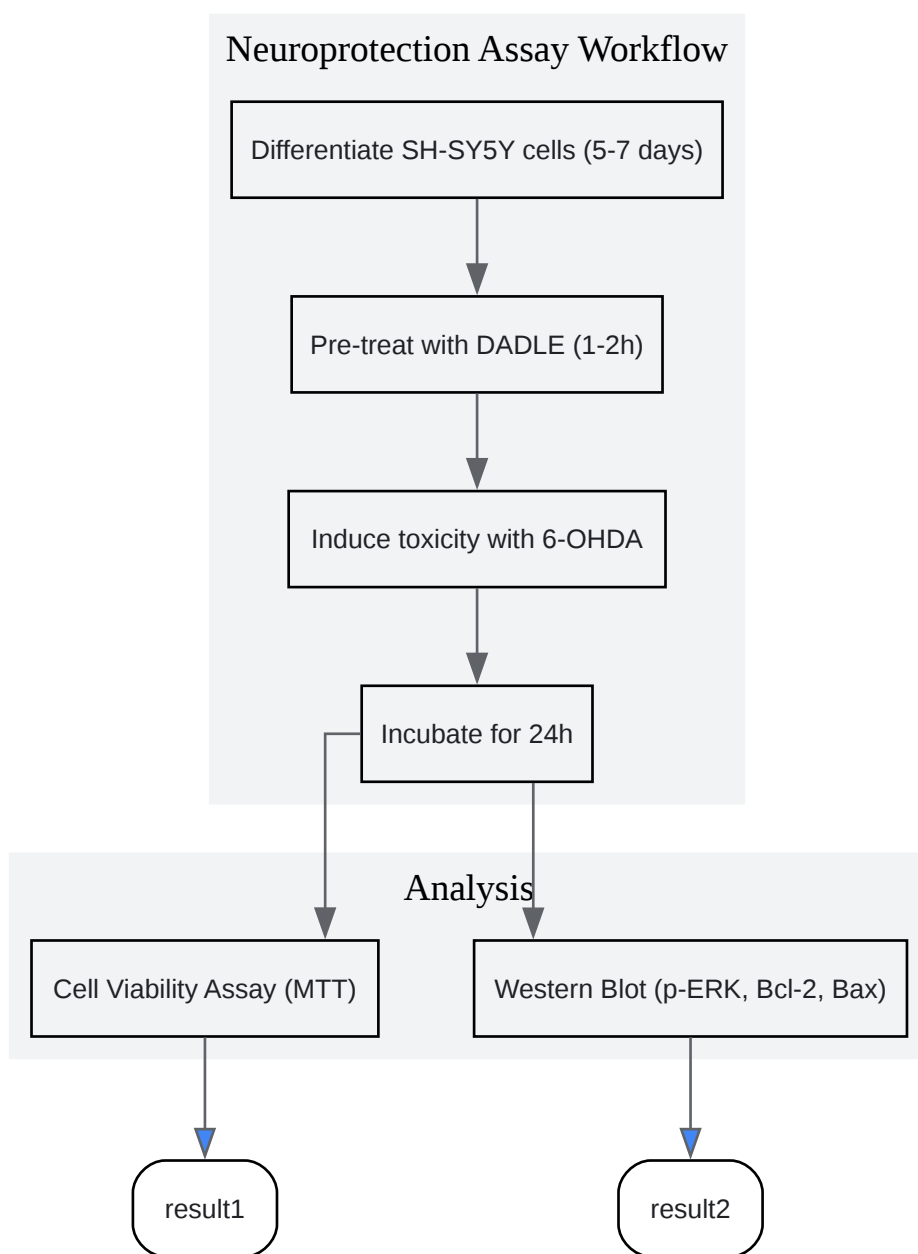 Neuroprotection Assay Workflow
Differentiate SH-SY5Y cells (5-7 days)
Pre-treat with DADLE (1-2h)
Induce toxicity with 6-OHDA
Incubate for 24h
Analysis
Cell Viability Assay (MTT)
Western Blot (p-ERK, Bcl-2, Bax)
result1
result2